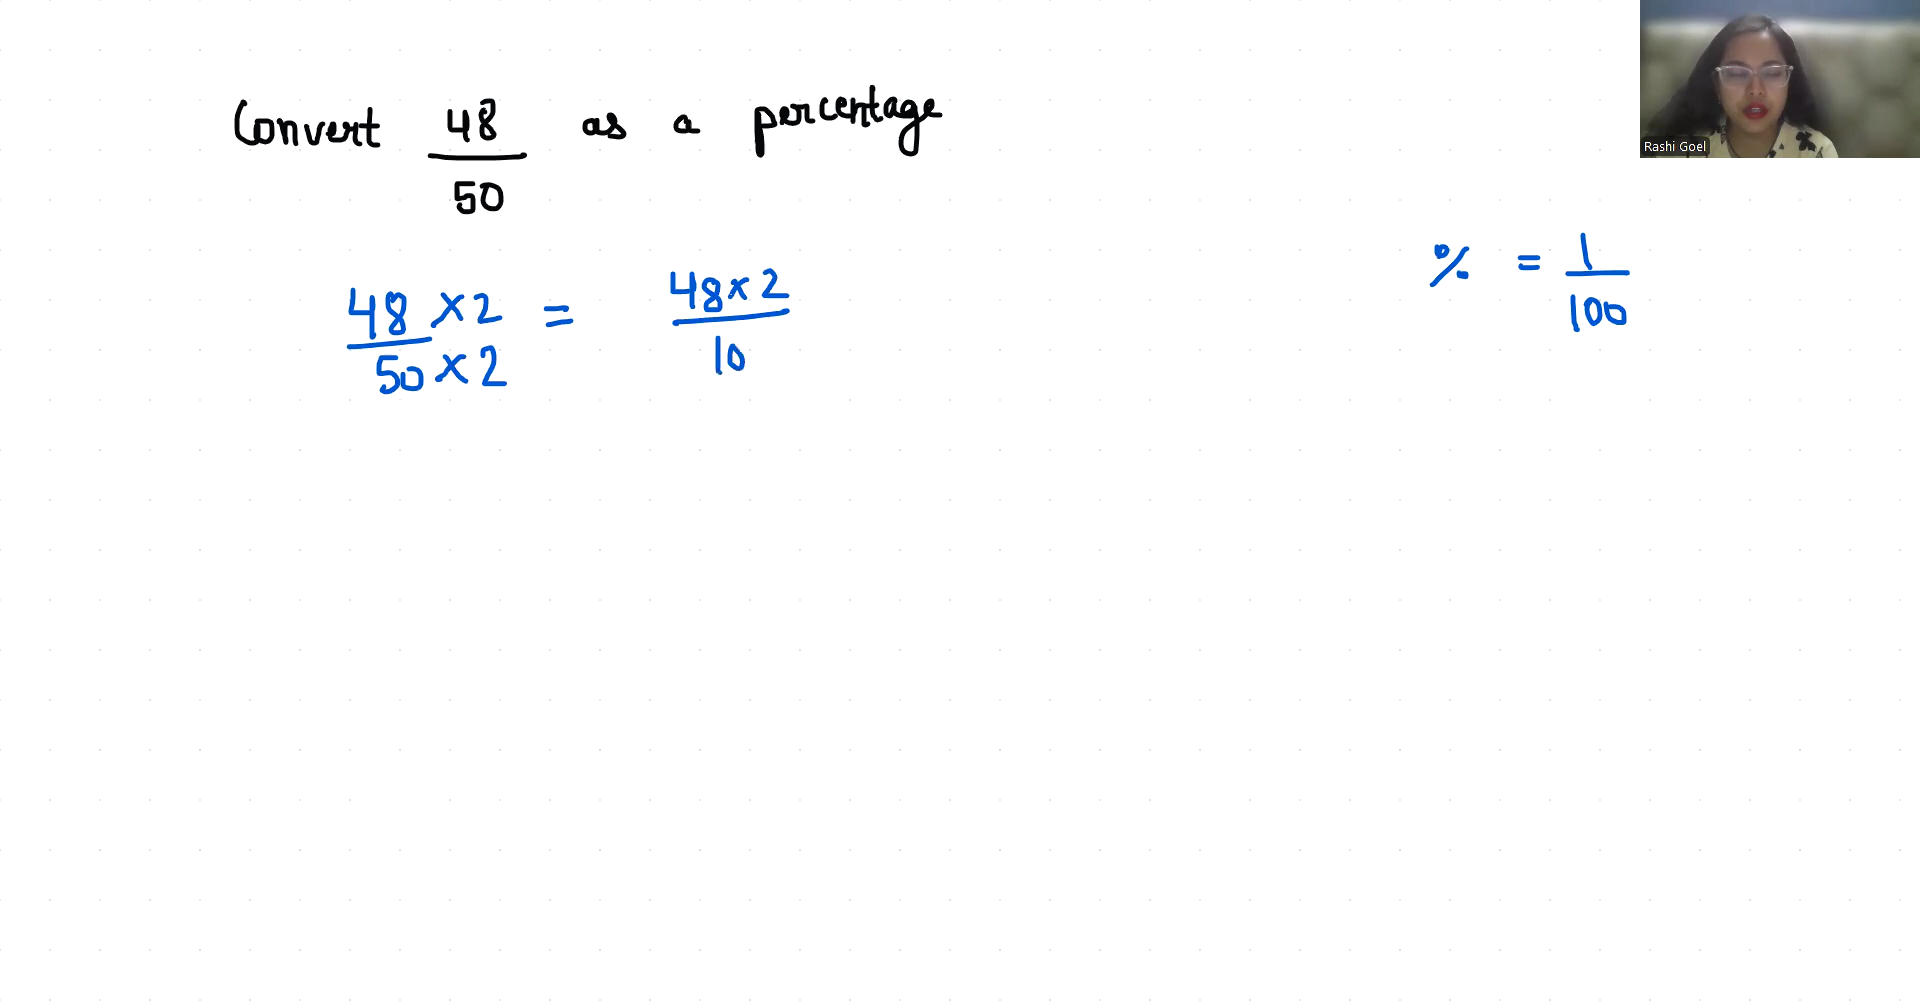 Convert 48/50 as a percentage
Rashi Goel
% = 1/100
48 × 2 / 50 × 2 = 48 × 2 / 10